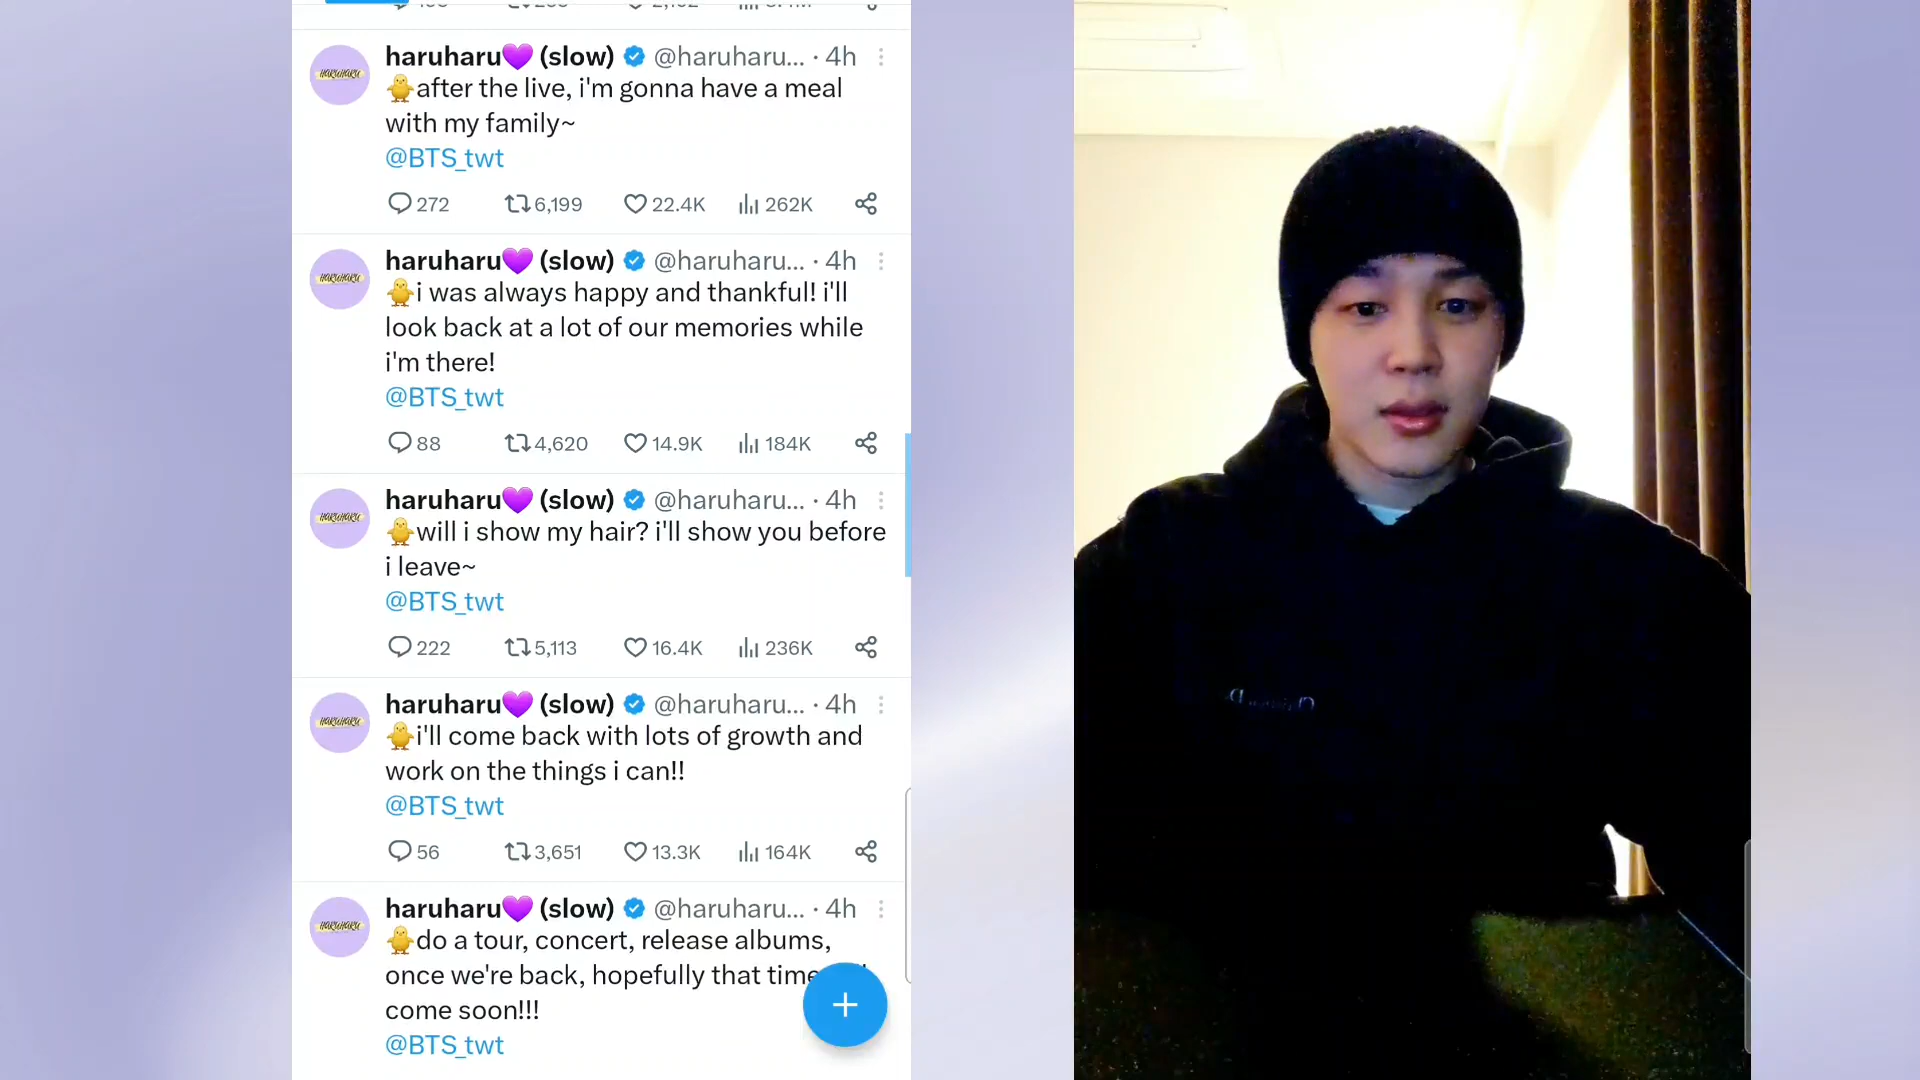 haruharu💜 (slow) @haruharu... · 4h
🐥after the live, i'm gonna have a meal
with my family~
@BTS_twt
272 6,199 22.4K 262K
haruharu💜 (slow) @haruharu... · 4h
🐥i was always happy and thankful! i'll
look back at a lot of our memories while
i'm there!
@BTS_twt
88 4,620 14.9K 184K
haruharu💜 (slow) @haruharu... · 4h
🐥will i show my hair? i'll show you before
i leave~
@BTS_twt
222 5,113 16.4K 236K
haruharu💜 (slow) @haruharu... · 4h
🐥i'll come back with lots of growth and
work on the things i can!!
@BTS_twt
56 3,651 13.3K 164K
haruharu💜 (slow) @haruharu... · 4h
🐥do a tour, concert, release albums,
once we're back, hopefully that time
come soon!!!
@BTS_twt